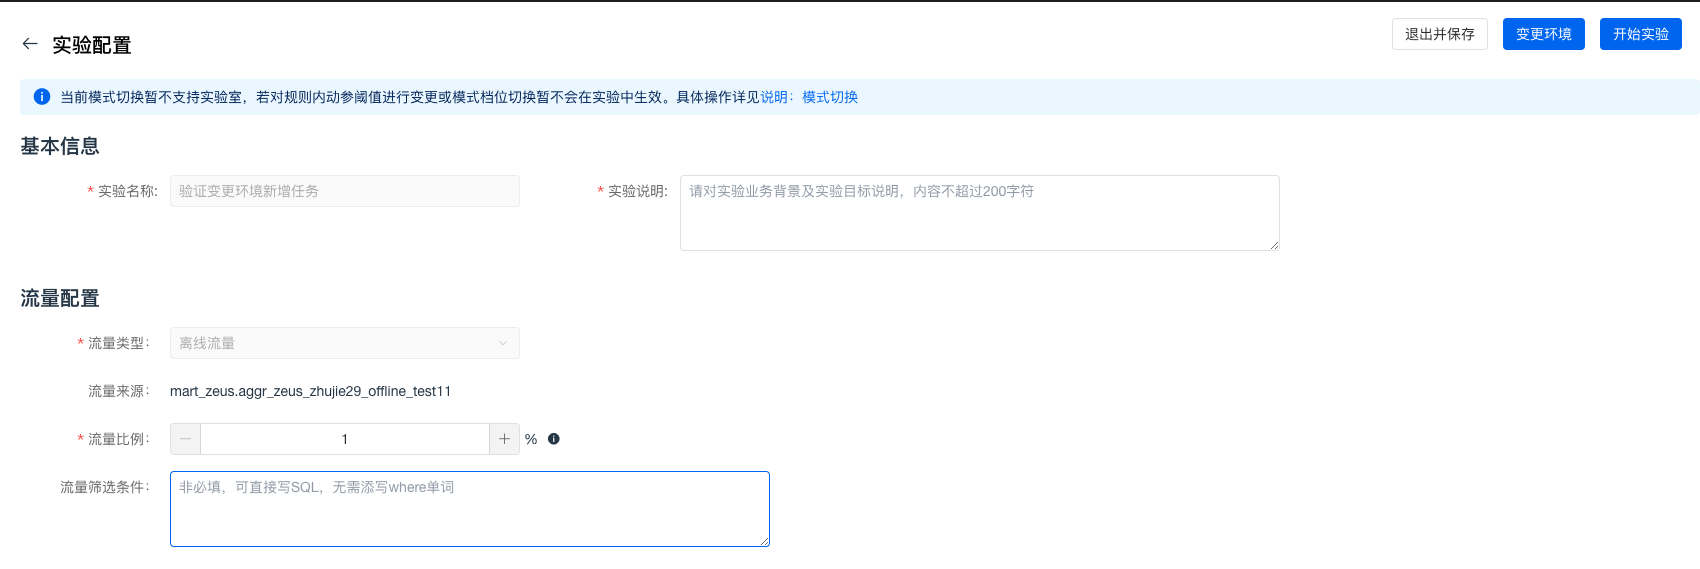 实验配置
退出并保存
变更环境
开始实验
当前模式切换暂不支持实验室，若对规则内动参阈值进行变更或模式档位切换暂不会在实验中生效。具体操作详见说明：模式切换
基本信息
* 实验名称:
验证变更环境新增任务
* 实验说明:
请对实验业务背景及实验目标说明，内容不超过200字符
流量配置
* 流量类型:
离线流量
流量来源: mart_zeus.aggr_zeus_zhujie29_offline_test11
* 流量比例:
1
%
流量筛选条件:
非必填，可直接写SQL，无需添写where单词